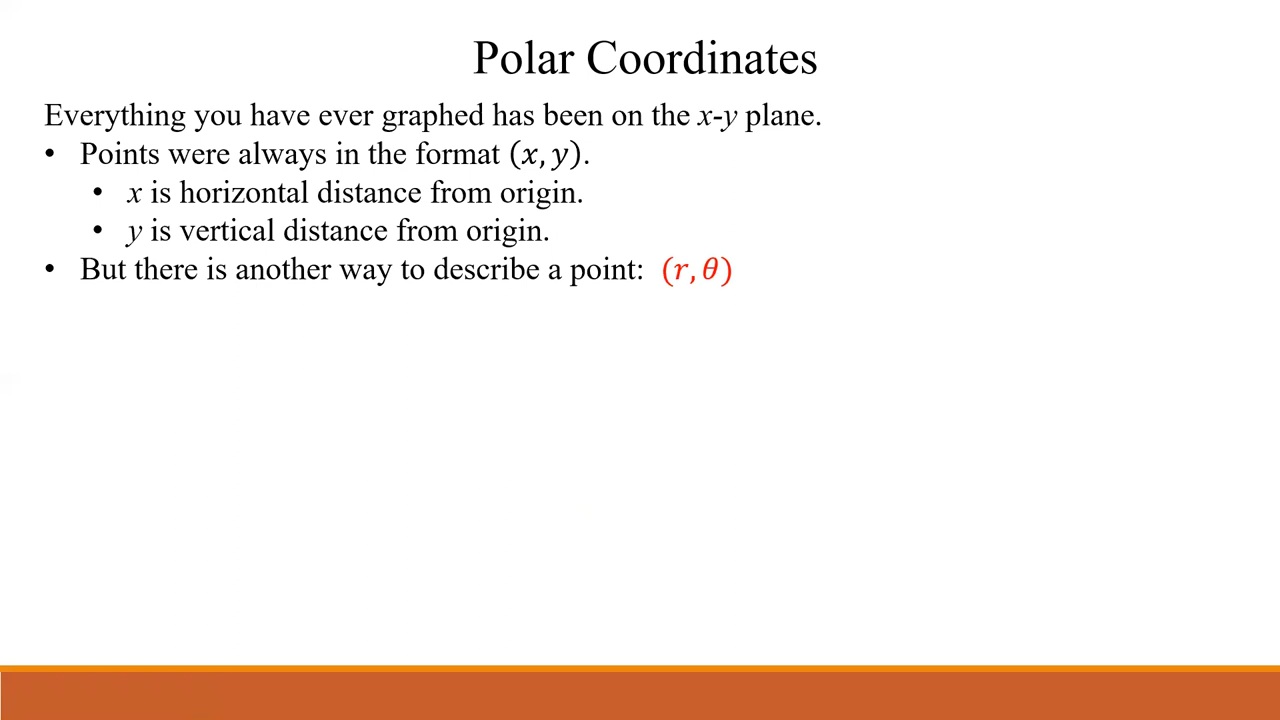 Polar Coordinates
Everything you have ever graphed has been on the x-y plane.
• Points were always in the format (x, y).
• x is horizontal distance from origin.
• y is vertical distance from origin.
• But there is another way to describe a point: (r, θ)